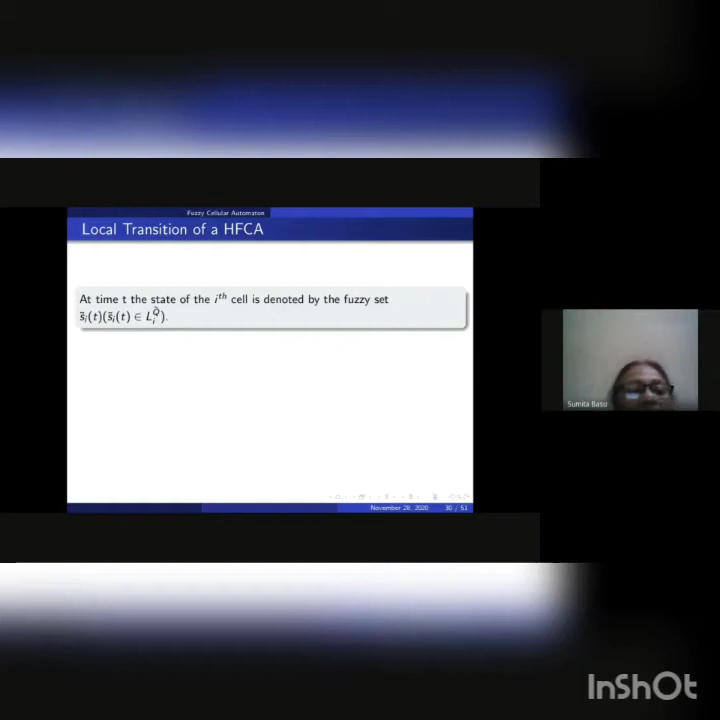 Fuzzy Cellular Automaton
Local Transition of a HFCA
At time t the state of the i^th cell is denoted by the fuzzy set
s̃ᵢ(t)(s̃ᵢ(t) ∈ Lᵢ^Q̃).
Sumita Basu
November 28, 2020 30 / 51
InShOt